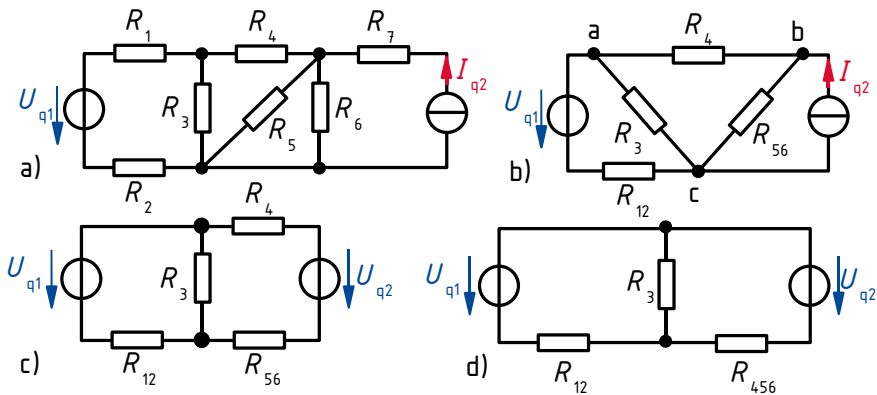 R1 R4 R7
Uq1 R3 R5 R6 Iq2
a) R2
a R4 b
Uq1 R3 R56 Iq2
b) R12 c
R4
Uq1 R3 Uq2
c) R12 R56
Uq1 R3 Uq2
d) R12 R456